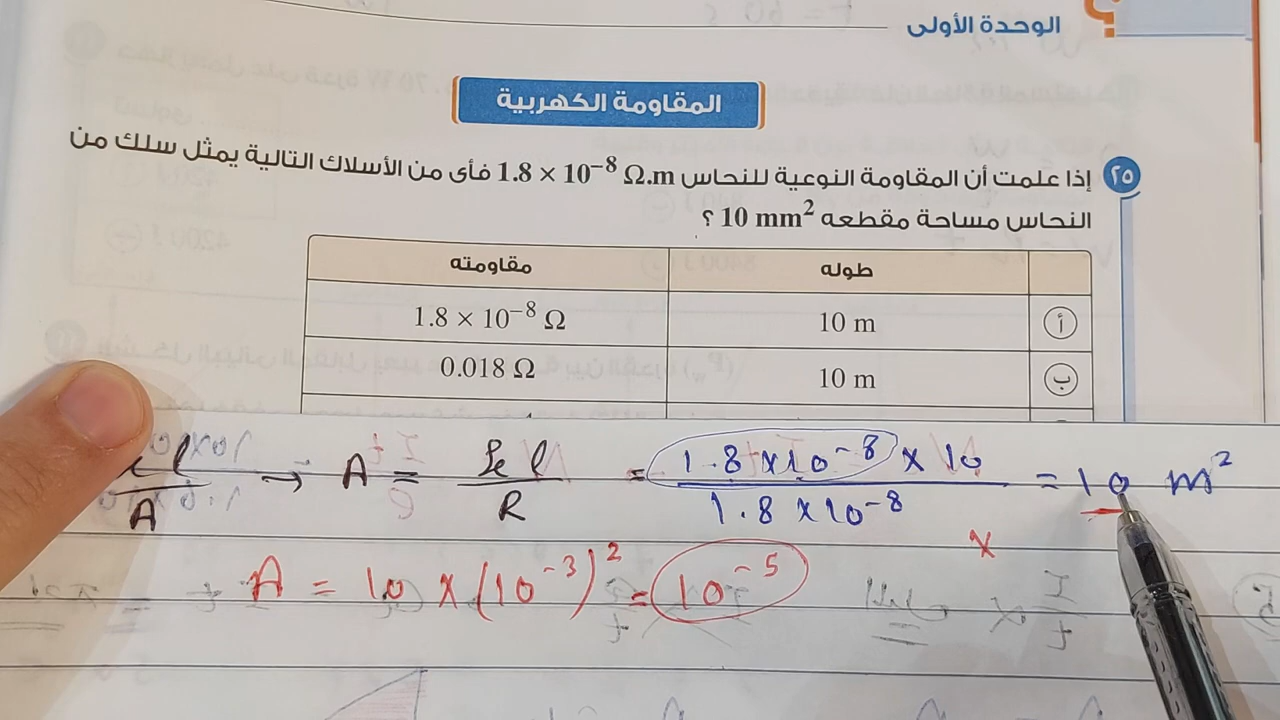 الوحدة الأولى
؟
المقاومة الكهربية
٢٥ إذا علمت أن المقاومة النوعية للنحاس 1.8 × 10⁻⁸ Ω.m فأى من الأسلاك التالية يمثل سلك من
النحاس مساحة مقطعه 10 mm² ؟
طوله مقاومته
أ 10 m 1.8 × 10⁻⁸ Ω
ب 10 m 0.018 Ω
l / A → A = ρe l / R = 1.8 × 10⁻⁸ × 10 / 1.8 × 10⁻⁸ = 10 m²
x
A = 10 × (10⁻³)² = 10⁻⁵